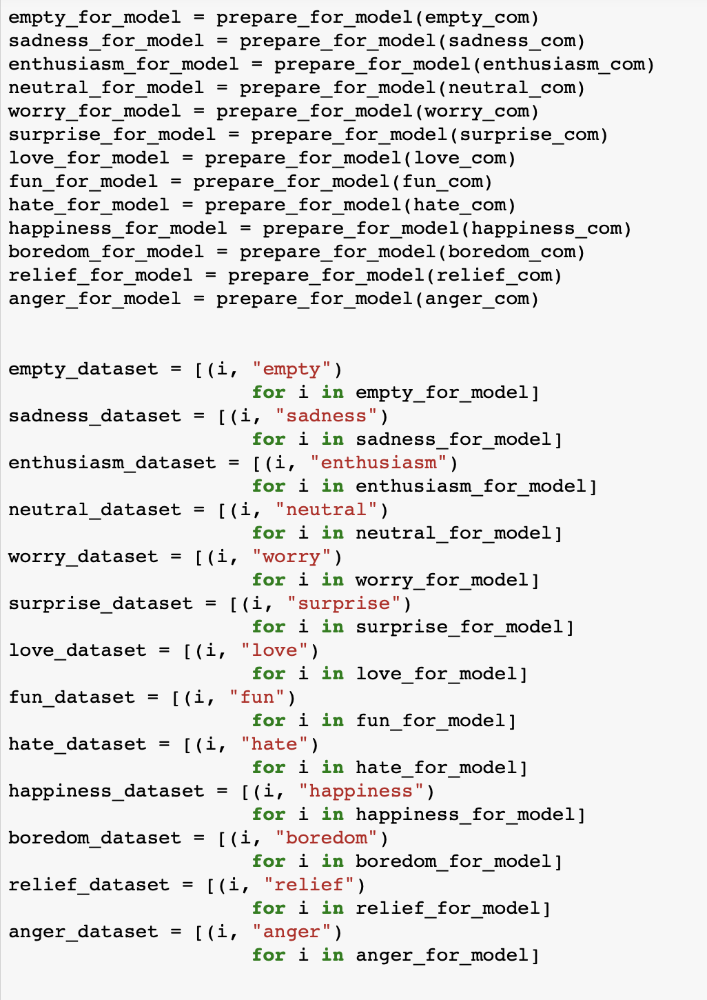 empty_for_model = prepare_for_model(empty_com)
sadness_for_model = prepare_for_model(sadness_com)
enthusiasm_for_model = prepare_for_model(enthusiasm_com)
neutral_for_model = prepare_for_model(neutral_com)
worry_for_model = prepare_for_model(worry_com)
surprise_for_model = prepare_for_model(surprise_com)
love_for_model = prepare_for_model(love_com)
fun_for_model = prepare_for_model(fun_com)
hate_for_model = prepare_for_model(hate_com)
happiness_for_model = prepare_for_model(happiness_com)
boredom_for_model = prepare_for_model(boredom_com)
relief_for_model = prepare_for_model(relief_com)
anger_for_model = prepare_for_model(anger_com)
empty_dataset = [(i, "empty")
                     for i in empty_for_model]
sadness_dataset = [(i, "sadness")
                     for i in sadness_for_model]
enthusiasm_dataset = [(i, "enthusiasm")
                     for i in enthusiasm_for_model]
neutral_dataset = [(i, "neutral")
                     for i in neutral_for_model]
worry_dataset = [(i, "worry")
                     for i in worry_for_model]
surprise_dataset = [(i, "surprise")
                     for i in surprise_for_model]
love_dataset = [(i, "love")
                     for i in love_for_model]
fun_dataset = [(i, "fun")
                     for i in fun_for_model]
hate_dataset = [(i, "hate")
                     for i in hate_for_model]
happiness_dataset = [(i, "happiness")
                     for i in happiness_for_model]
boredom_dataset = [(i, "boredom")
                     for i in boredom_for_model]
relief_dataset = [(i, "relief")
                     for i in relief_for_model]
anger_dataset = [(i, "anger")
                     for i in anger_for_model]